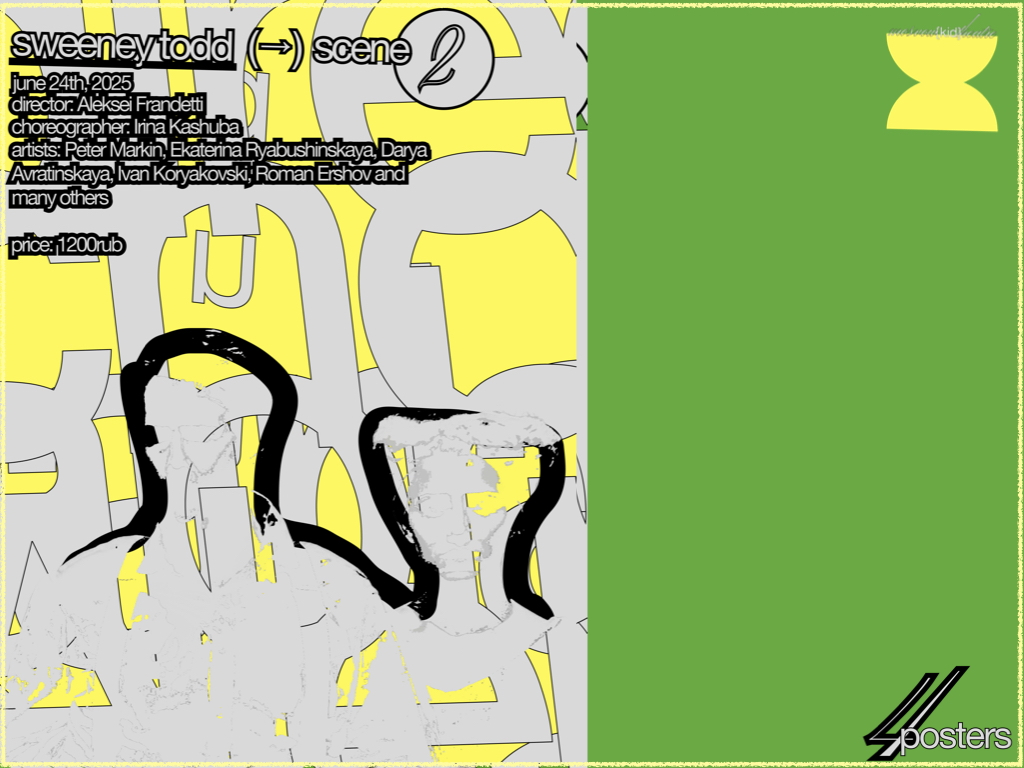 sweeney todd (→) scene 2
june 24th, 2025
director: Aleksei Frandetti
choreographer: Irina Kashuba
artists: Peter Markin, Ekaterina Ryabushinskaya, Darya
Avratinskaya, Ivan Koryakovski, Roman Ershov and
many others
price: 1200rub
posters